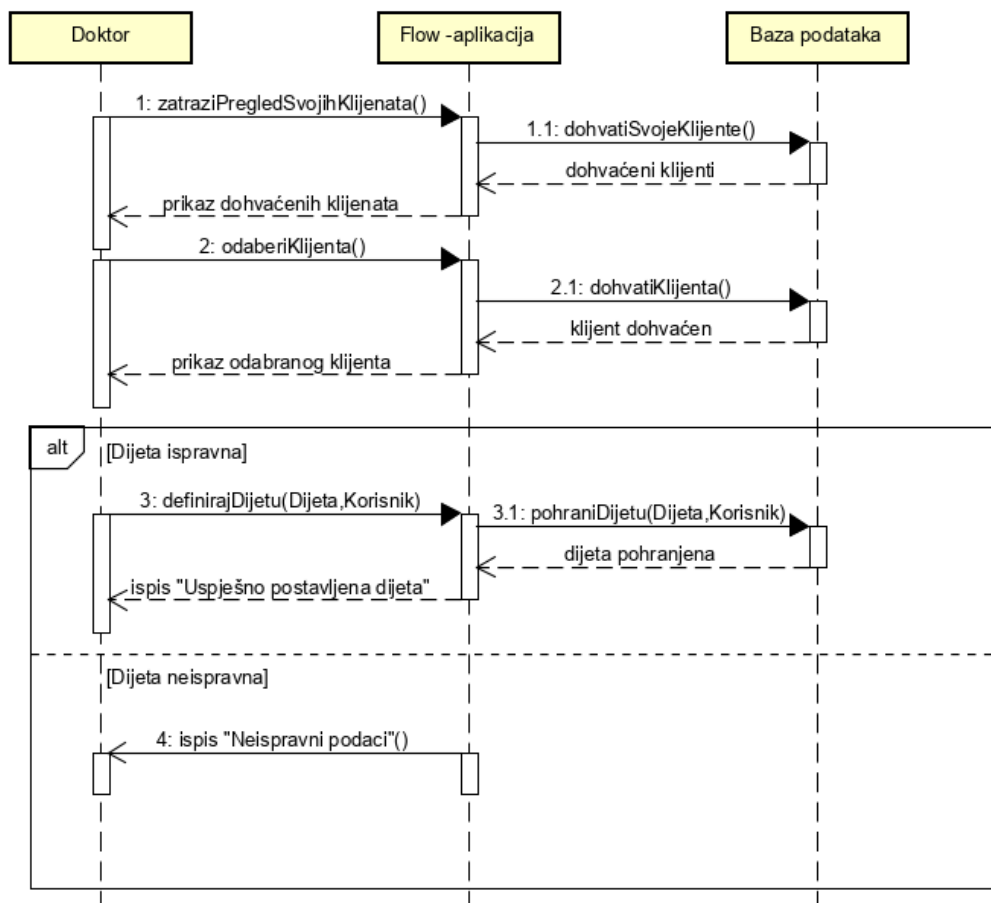 Doktor
Flow -aplikacija
Baza podataka
1: zatraziPregledSvojihKlijenata()
1.1: dohvatiSvojeKlijente()
dohvaćeni klijenti
prikaz dohvaćenih klijenata
2: odaberiKlijenta()
2.1: dohvatiKlijenta()
klijent dohvaćen
prikaz odabranog klijenta
alt
[Dijeta ispravna]
3: definirajDijetu(Dijeta,Korisnik)
3.1: pohraniDijetu(Dijeta,Korisnik)
dijeta pohranjena
ispis "Uspješno postavljena dijeta"
[Dijeta neispravna]
4: ispis "Neispravni podaci"()